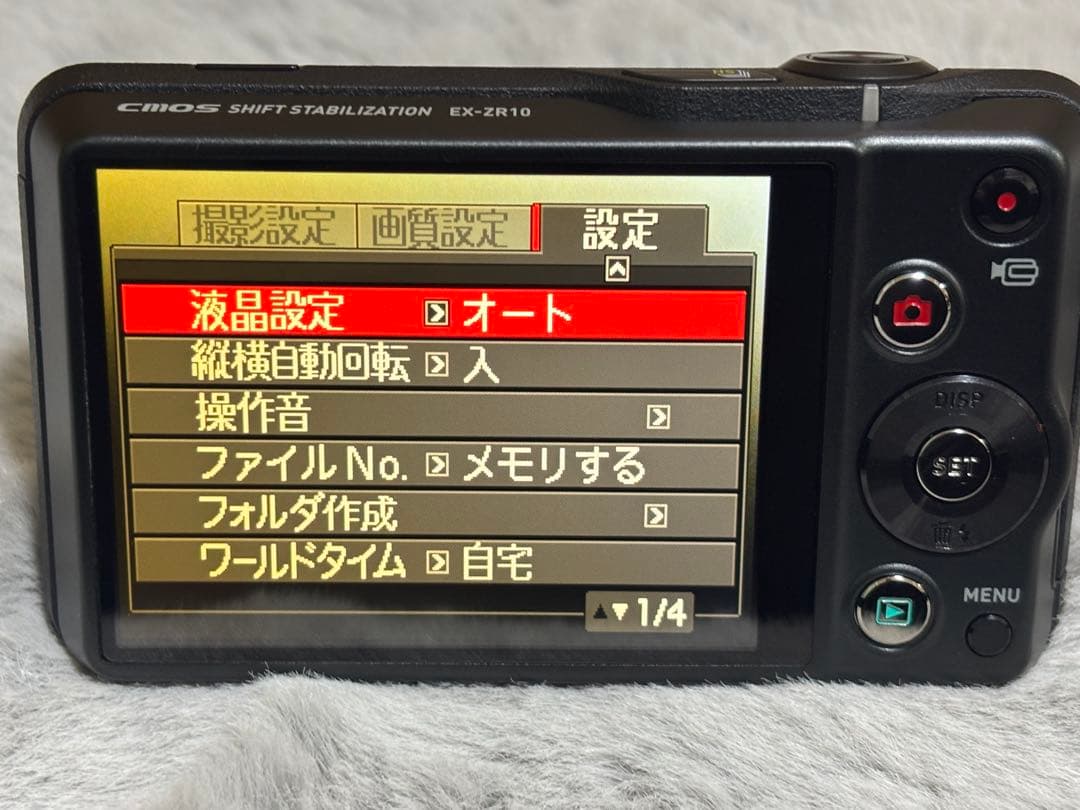 CMOS SHIFT STABILIZATION EX-ZR10
撮影設定 画質設定 設定
液晶設定 オート
縦横自動回転 入
操作音
ファイルNo. メモリする
フォルダ作成
ワールドタイム 自宅
1/4
DISP
SET
MENU